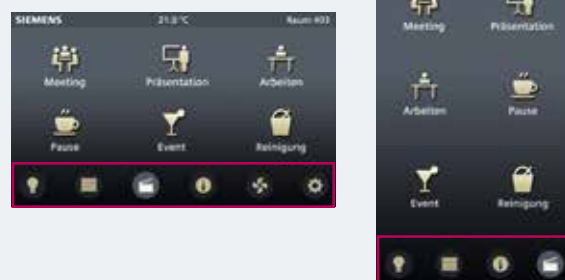 SIEMENS 21.0°C Raum 403
Meeting Präsentation Arbeiten
Pause Event Reinigung
Meeting Präsentation
Arbeiten Pause
Event Reinigung